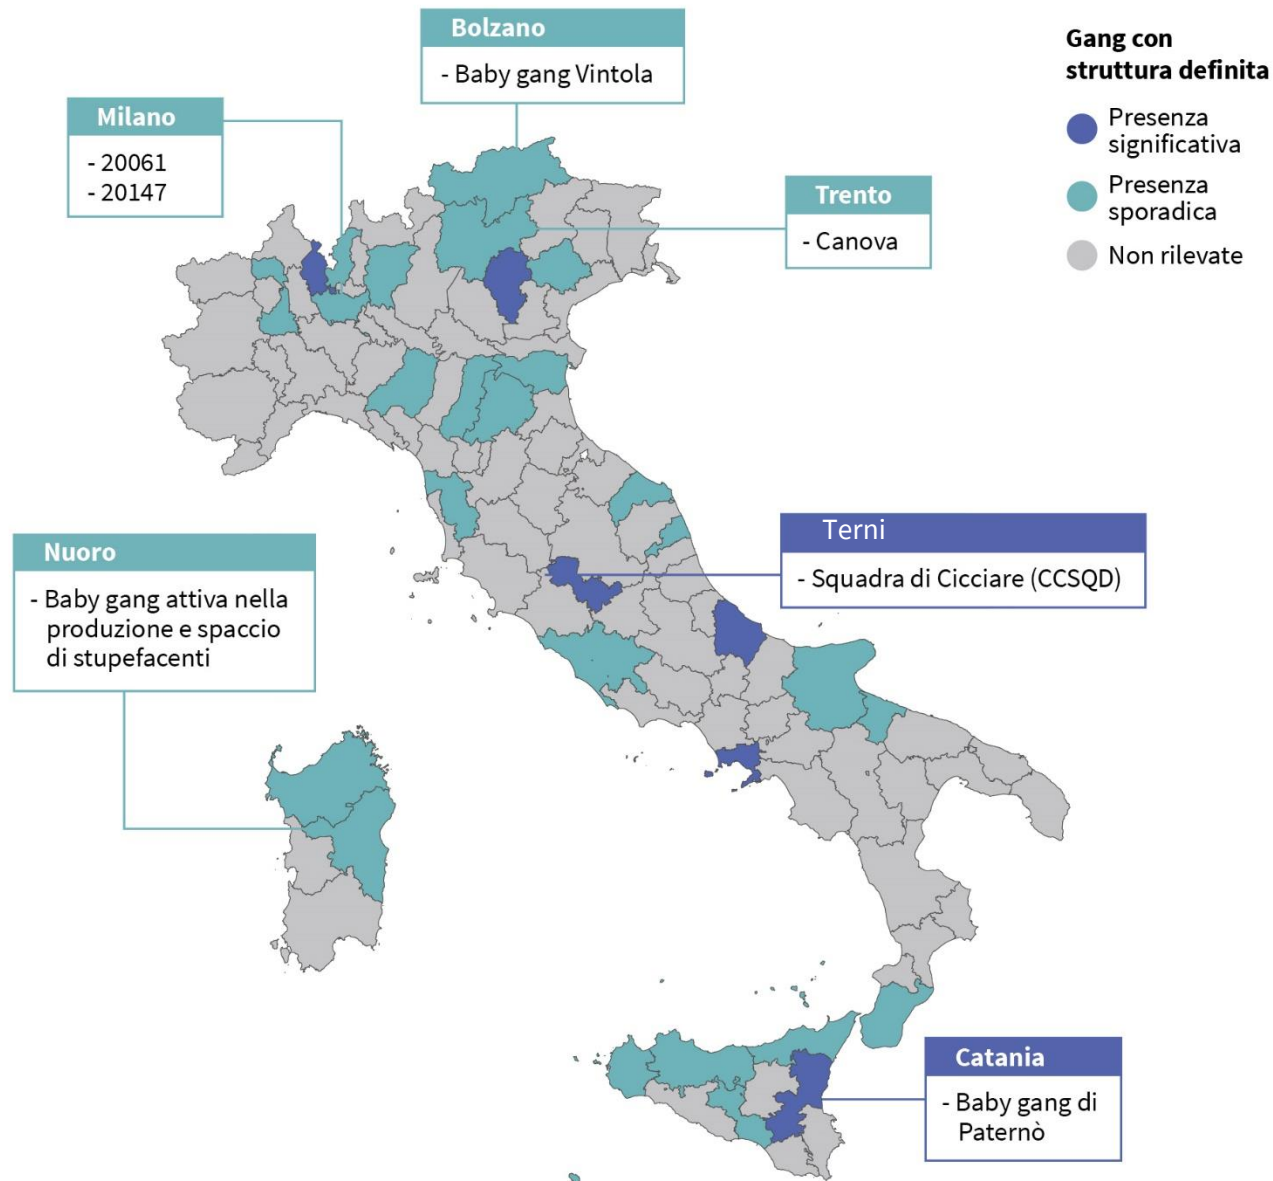 Bolzano
- Baby gang Vintola
Gang con
struttura definita
Presenza
significativa
Presenza
sporadica
Non rilevate
Milano
- 20061
- 20147
Trento
- Canova
Terni
- Squadra di Cicciare (CCSQD)
Nuoro
- Baby gang attiva nella
produzione e spaccio
di stupefacenti
Catania
- Baby gang di
Paternò